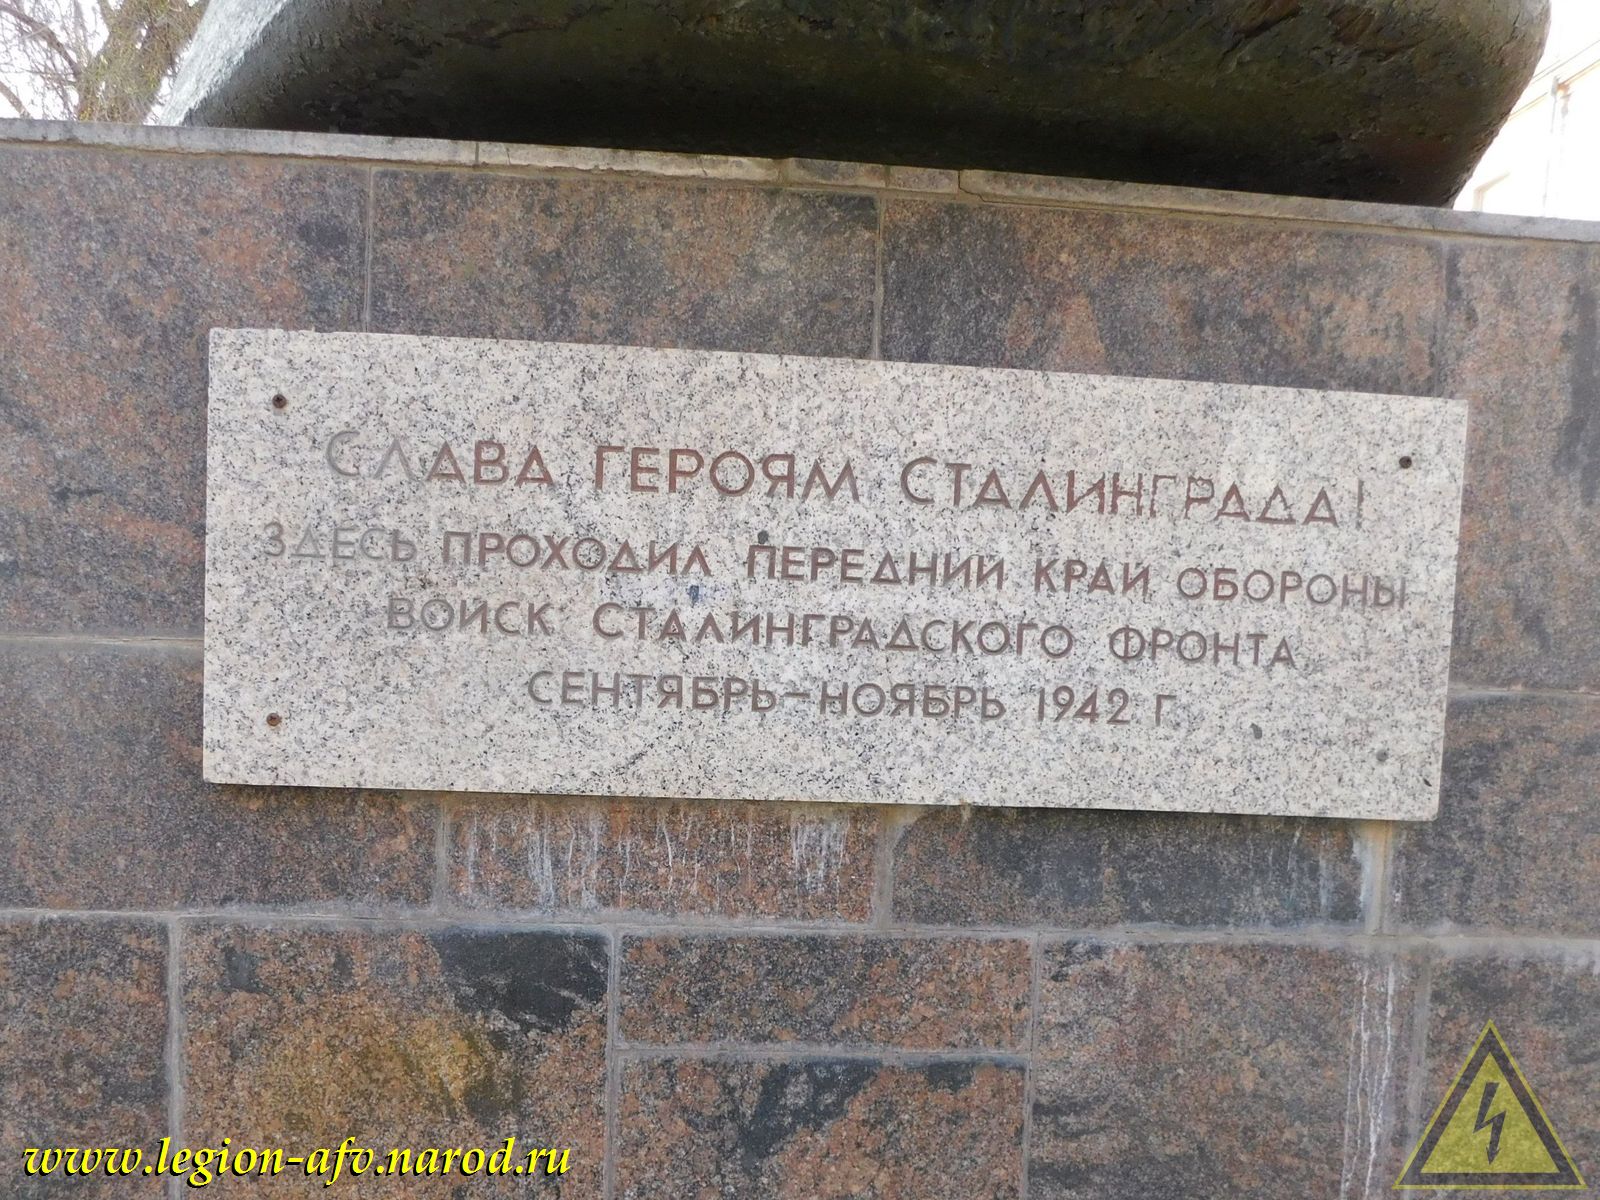 СЛАВА ГЕРОЯМ СТАЛИНГРАДА!
ЗДЕСЬ ПРОХОДИЛ ПЕРЕДНИЙ КРАЙ ОБОРОНЫ
ВОЙСК СТАЛИНГРАДСКОГО ФРОНТА
СЕНТЯБРЬ-НОЯБРЬ 1942 Г.
www.legion-afv.narod.ru